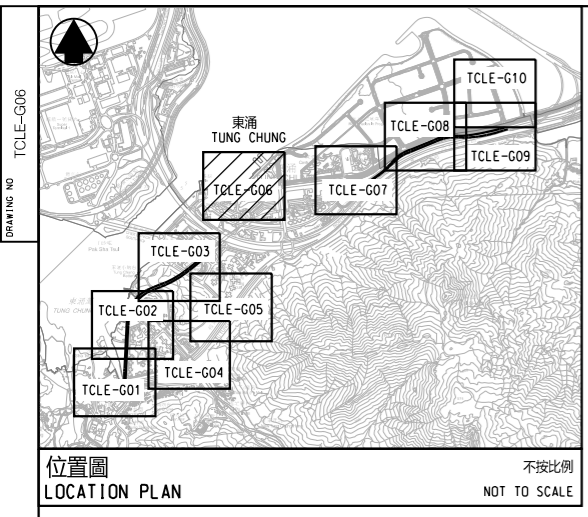 DRAWING NO TCLE-G06
TCLE-G10
TCLE-G08
東涌
TUNG CHUNG
TCLE-G09
TCLE-G06
TCLE-G07
TCLE-G03
TCLE-G02
TCLE-G05
TUNG CHUNG
TCLE-G04
TCLE-G01
位置圖
不按比例
LOCATION PLAN
NOT TO SCALE